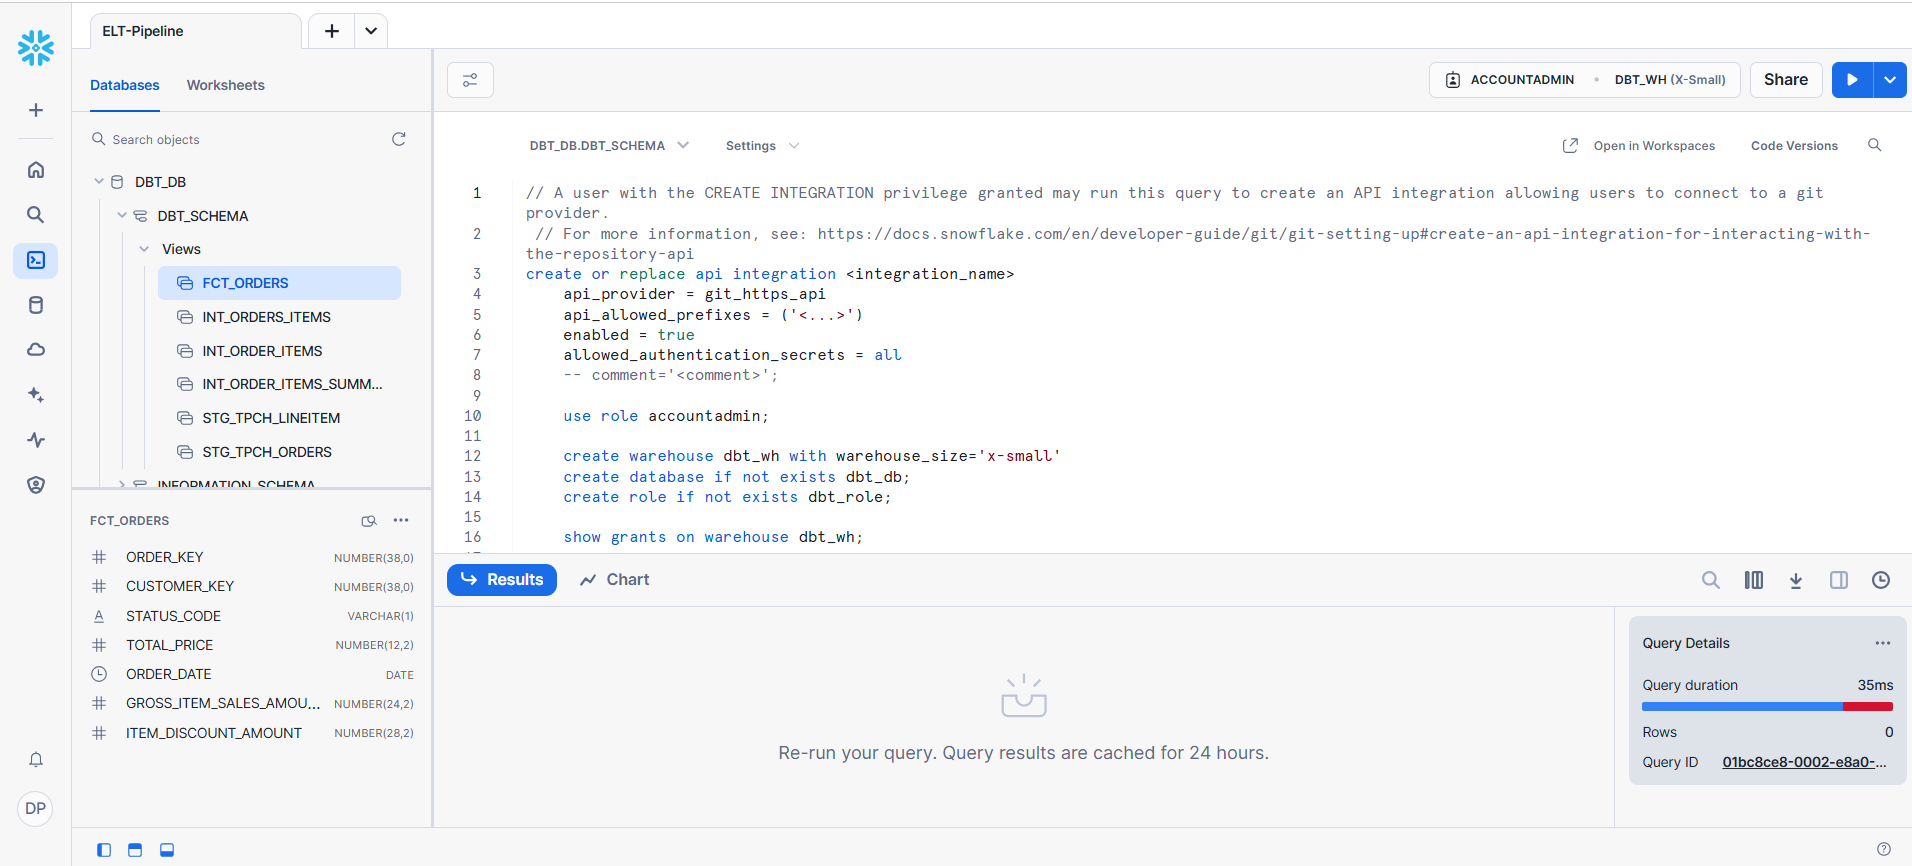 ELT-Pipeline
Databases
Worksheets
Search objects
DBT_DB
DBT_SCHEMA
Views
FCT_ORDERS
INT_ORDERS_ITEMS
INT_ORDER_ITEMS
INT_ORDER_ITEMS_SUMM...
STG_TPCH_LINEITEM
STG_TPCH_ORDERS
INFORMATION_SCHEMA
FCT_ORDERS
ORDER_KEY NUMBER(38,0)
CUSTOMER_KEY NUMBER(38,0)
STATUS_CODE VARCHAR(1)
TOTAL_PRICE NUMBER(12,2)
ORDER_DATE DATE
GROSS_ITEM_SALES_AMOU... NUMBER(24,2)
ITEM_DISCOUNT_AMOUNT NUMBER(28,2)
DP
ACCOUNTADMIN
DBT_WH (X-Small)
Share
DBT_DB.DBT_SCHEMA
Settings
Open in Workspaces
Code Versions
1 // A user with the CREATE INTEGRATION privilege granted may run this query to create an API integration allowing users to connect to a git
provider.
2 // For more information, see: https://docs.snowflake.com/en/developer-guide/git/git-setting-up#create-an-api-integration-for-interacting-with-
the-repository-api
3 create or replace api integration <integration_name>
4 api_provider = git_https_api
5 api_allowed_prefixes = ('<...>')
6 enabled = true
7 allowed_authentication_secrets = all
8 -- comment='<comment>';
9
10 use role accountadmin;
11
12 create warehouse dbt_wh with warehouse_size='x-small'
13 create database if not exists dbt_db;
14 create role if not exists dbt_role;
15
16 show grants on warehouse dbt_wh;
Results
Chart
Re-run your query. Query results are cached for 24 hours.
Query Details
Query duration 35ms
Rows 0
Query ID 01bc8ce8-0002-e8a0-...